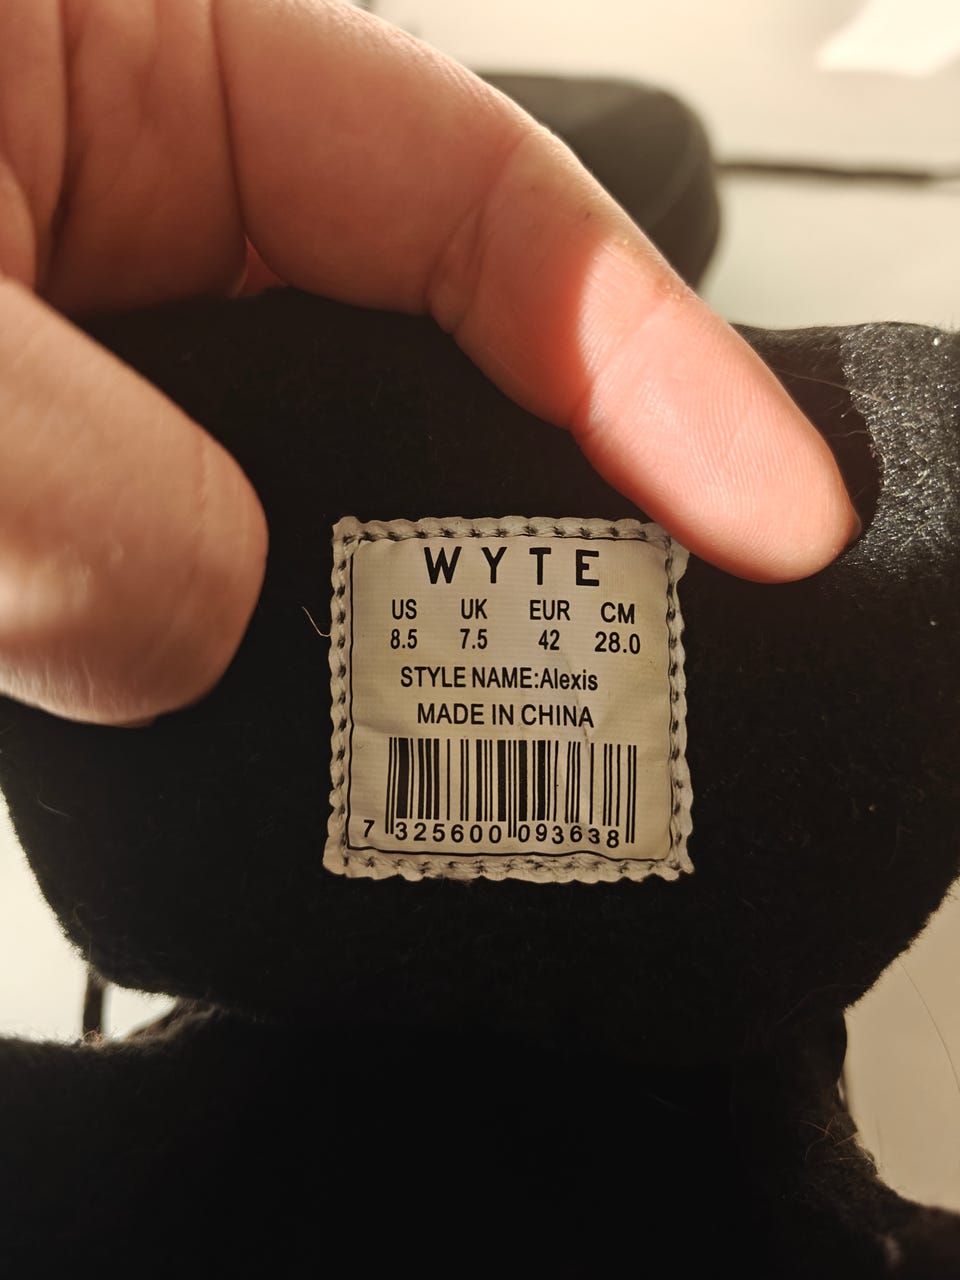 WYTE
US UK EUR CM
8.5 7.5 42 28.0
STYLE NAME:Alexis
MADE IN CHINA
7 325600 093638